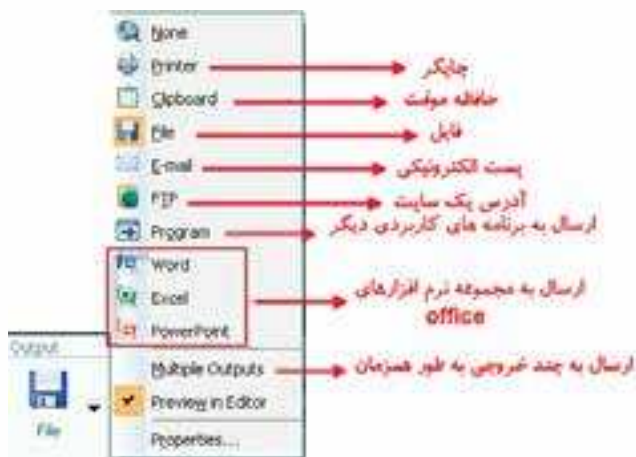 None
Printer
چاپگر
Clipboard
حافظه موقت
File
فایل
E-mail
پست الکترونیکی
FTP
آدرس یک سایت
Program
ارسال به برنامه های کاربردی دیگر
Word
Excel
ارسال به مجموعه نرم افزارهای
office
PowerPoint
Output
Multiple Outputs
ارسال به چند خروجی به طور همزمان
Preview in Editor
File
Properties...